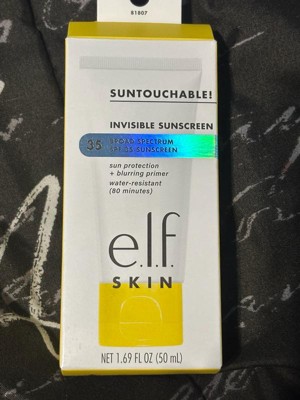 81807
SUNTOUCHABLE!
INVISIBLE SUNSCREEN
35 BROAD SPECTRUM
SPF 35 SUNSCREEN
sun protection
+ blurring primer
water-resistant
(80 minutes)
e.l.f.
SKIN
NET 1.69 FL OZ (50 mL)